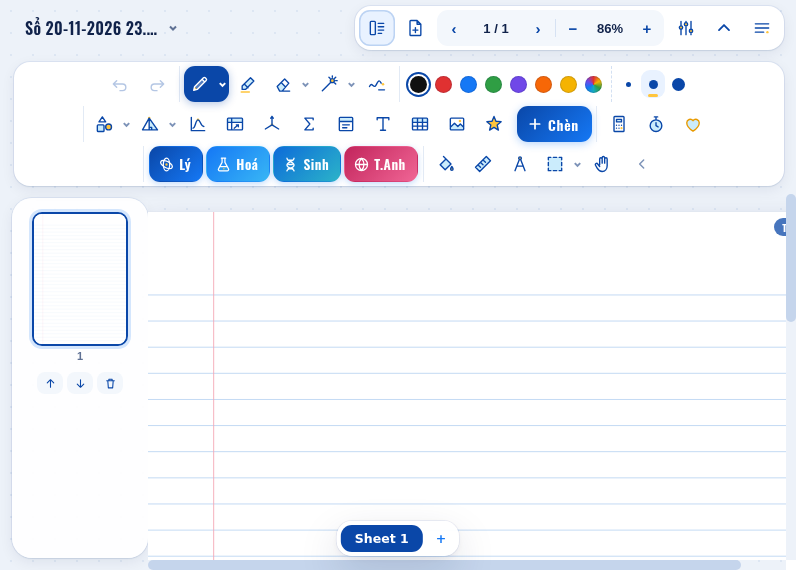 Sổ 20-11-2026 23.... 
1 / 1
86%
Chèn
Lý
Hoá
Sinh
T.Anh
1
Sheet 1